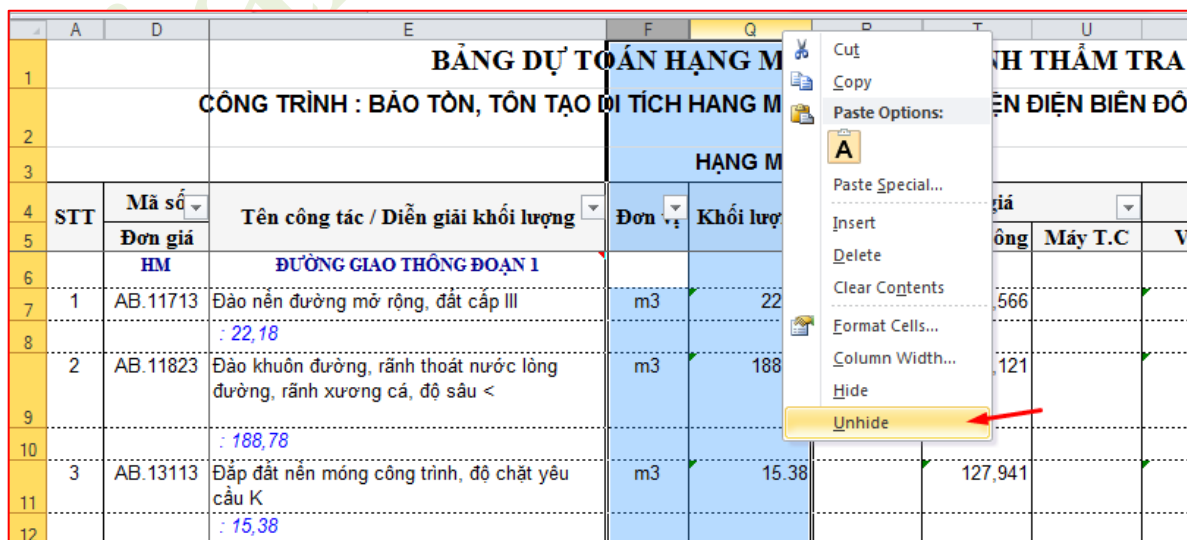 A D E F Q R T U
1 BẢNG DỰ TOÁN HẠNG M NH THẨM TRA
2 CÔNG TRÌNH : BẢO TỒN, TÔN TẠO DI TÍCH HANG M ỆN ĐIỆN BIÊN ĐÔ
3 HẠNG M
4 STT Mã số Tên công tác / Diễn giải khối lượng Đơn vị Khối lượ giá
5 Đơn giá ông Máy T.C V
6 HM ĐƯỜNG GIAO THÔNG ĐOẠN 1
7 1 AB.11713 Đào nền đường mở rộng, đất cấp III m3 22 ,566
8 : 22,18
9 2 AB.11823 Đào khuôn đường, rãnh thoát nước lòng m3 188 ,121
đường, rãnh xương cá, độ sâu <
10 : 188,78
11 3 AB.13113 Đắp đất nền móng công trình, độ chặt yêu m3 15.38 127,941
cầu K
12 : 15,38
Cut
Copy
Paste Options:
A
Paste Special...
Insert
Delete
Clear Contents
Format Cells...
Column Width...
Hide
Unhide